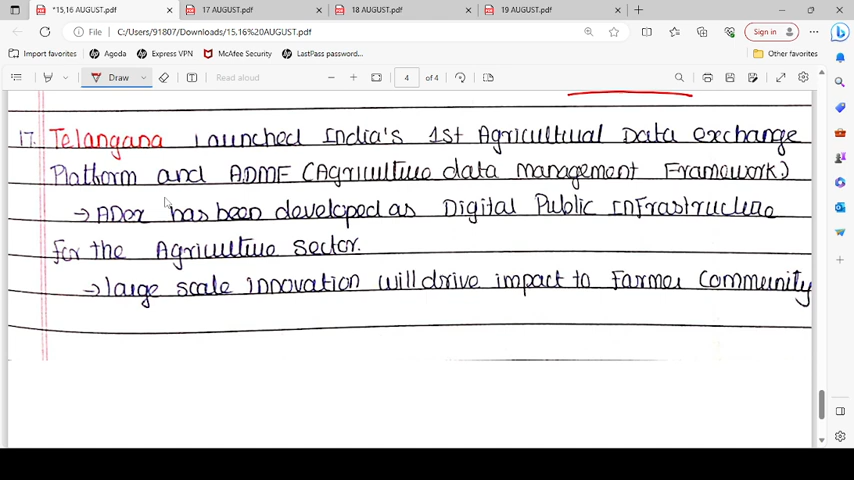 *15,16 AUGUST.pdf
17 AUGUST.pdf
18 AUGUST.pdf
19 AUGUST.pdf
File C:/Users/91807/Downloads/15.16%20AUGUST.pdf
Sign in
Import favorites
Agoda
Express VPN
McAfee Security
LastPass password...
Other favorites
Draw
Read aloud
4 of 4
17. Telangana Launched India's 1st Agricultual Data exchange
Platform and ADMF (Agriculture data management Framework)
→ ADex has been developed as Digital Public Infrastructure
for the Agriculture sector.
→ large scale innovation will drive impact to Farmer Community